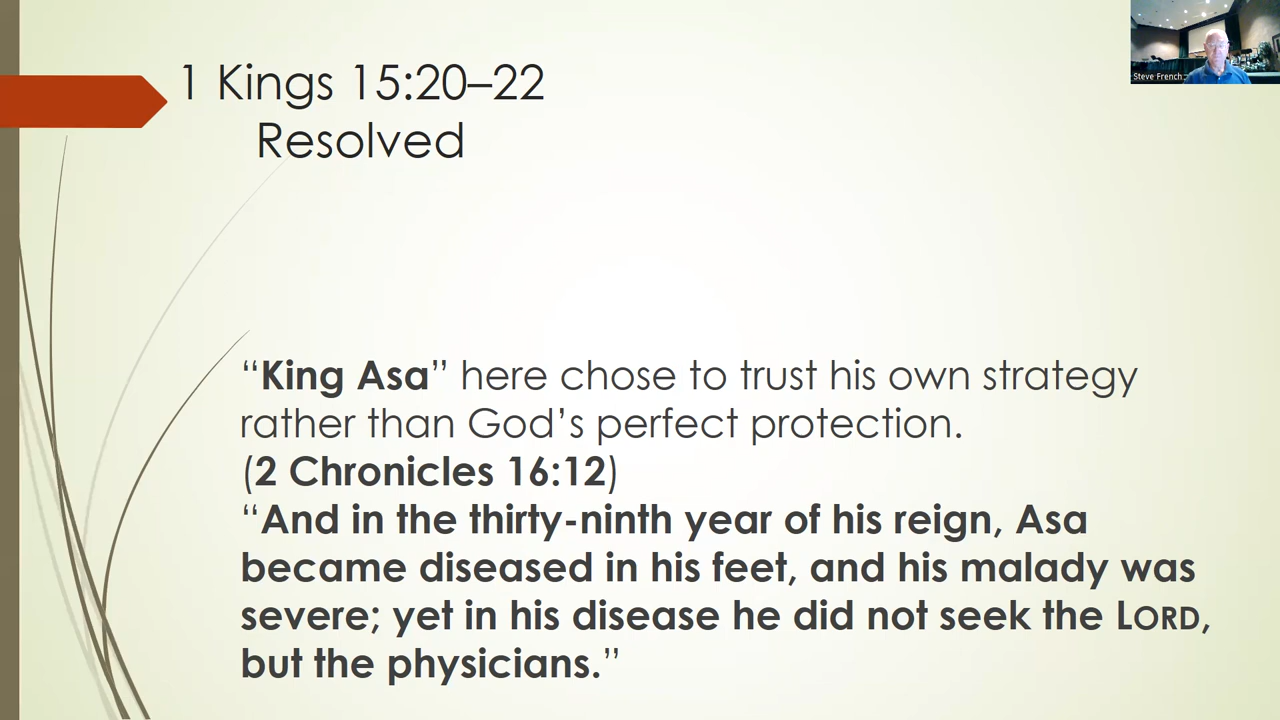 1 Kings 15:20–22
Resolved
Steve French
“King Asa” here chose to trust his own strategy
rather than God’s perfect protection.
(2 Chronicles 16:12)
“And in the thirty-ninth year of his reign, Asa
became diseased in his feet, and his malady was
severe; yet in his disease he did not seek the LORD,
but the physicians.”